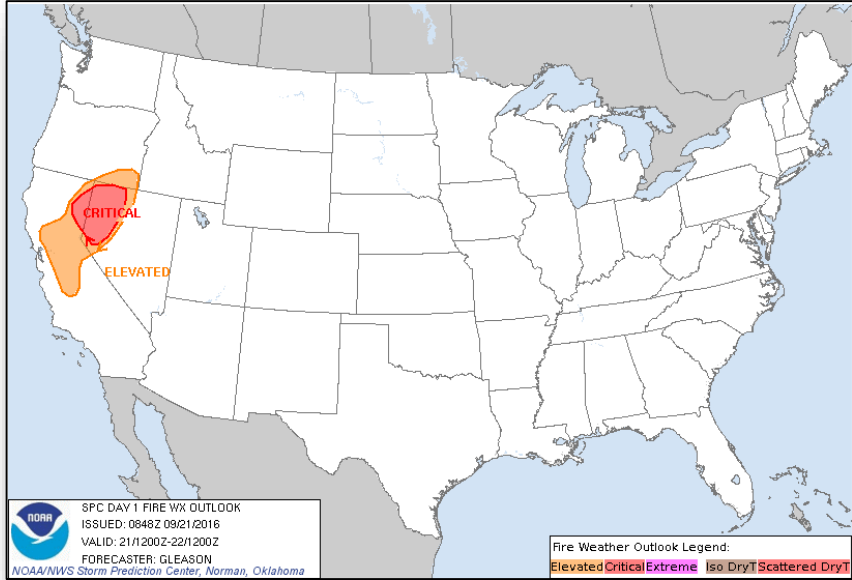 CRITICAL
ELEVATED
NOAA
SPC DAY 1 FIRE WX OUTLOOK
ISSUED: 0848Z 09/21/2016
VALID: 21/1200Z-22/1200Z
FORECASTER: GLEASON
NOAA/NWS Storm Prediction Center, Norman, Oklahoma
Fire Weather Outlook Legend:
Elevated Critical Extreme Iso DryT Scattered DryT